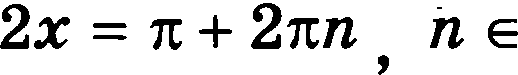 2x = π + 2πn , n ∈